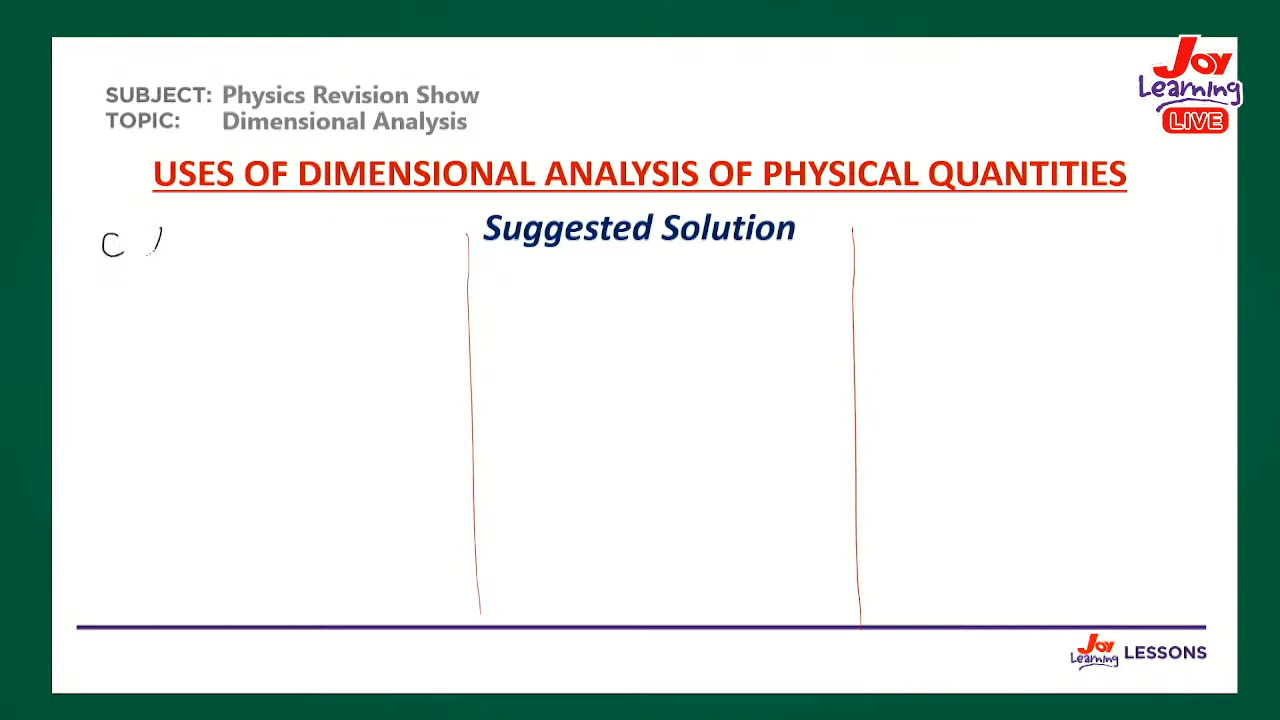 SUBJECT: Physics Revision Show
TOPIC: Dimensional Analysis
Joy
Learning
LIVE
USES OF DIMENSIONAL ANALYSIS OF PHYSICAL QUANTITIES
Suggested Solution
c )
Joy
Learning LESSONS